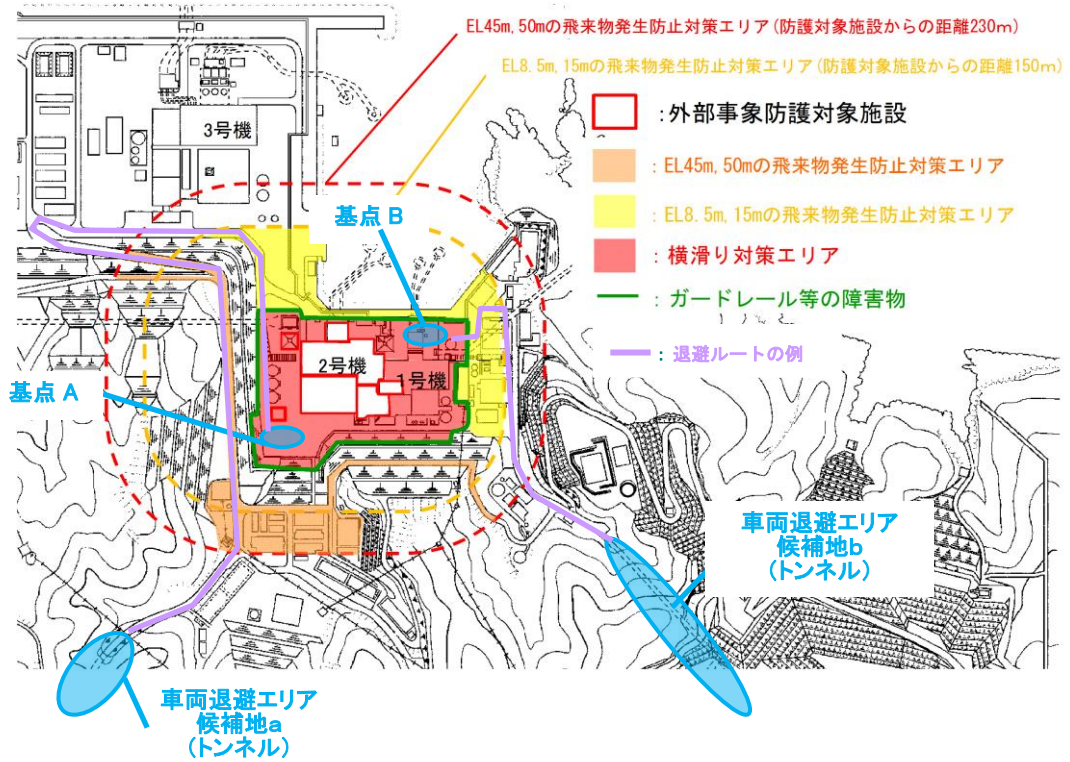 EL45m,50mの飛来物発生防止対策エリア(防護対象施設からの距離230m)
EL8.5m,15mの飛来物発生防止対策エリア(防護対象施設からの距離150m)
:外部事象防護対象施設
:EL45m,50mの飛来物発生防止対策エリア
:EL8.5m,15mの飛来物発生防止対策エリア
:横滑り対策エリア
:ガードレール等の障害物
:退避ルートの例
3号機
基点 B
2号機
1号機
基点 A
車両退避エリア
候補地b
(トンネル)
車両退避エリア
候補地a
(トンネル)